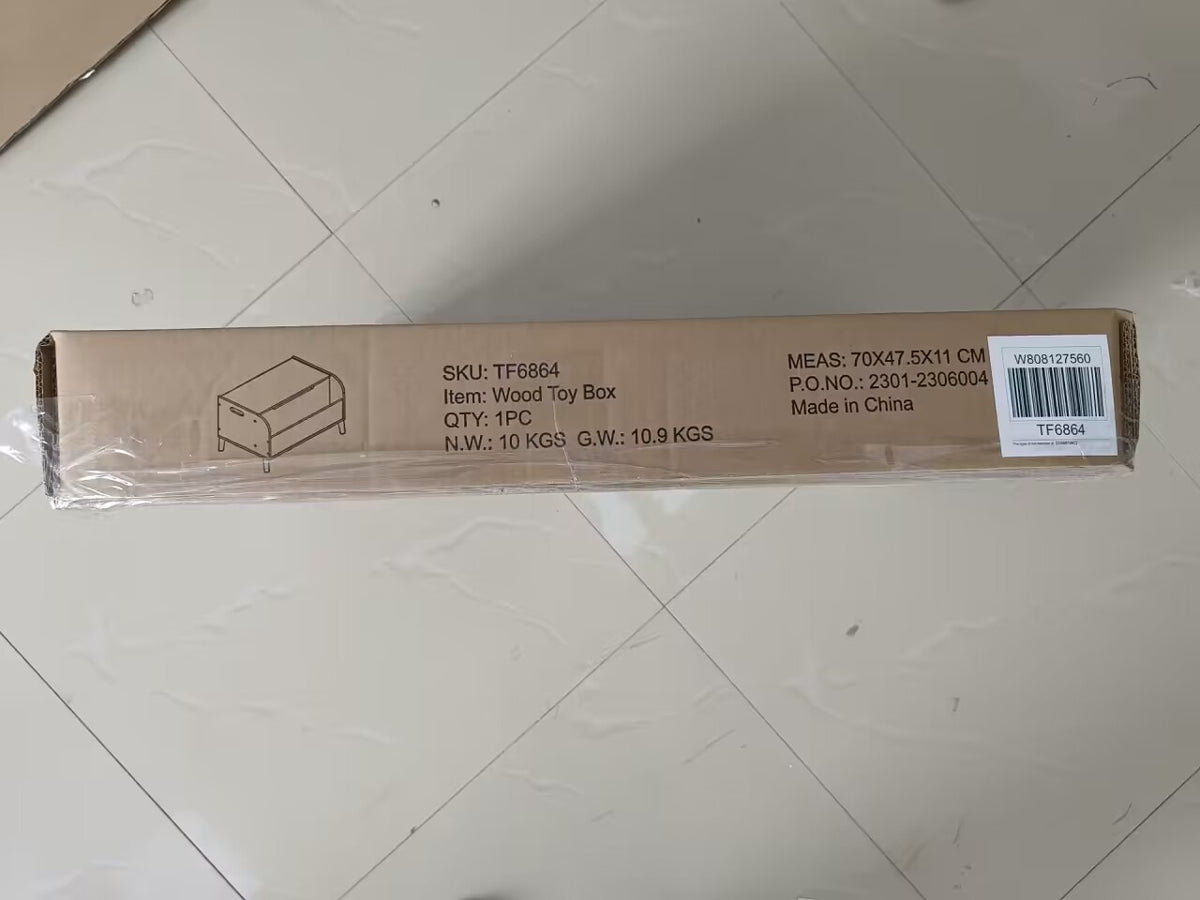 SKU: TF6864
Item: Wood Toy Box
QTY: 1PC
N.W.: 10 KGS G.W.: 10.9 KGS
MEAS: 70X47.5X11 CM
P.O.NO.: 2301-2306004
Made in China
W808127560
TF6864